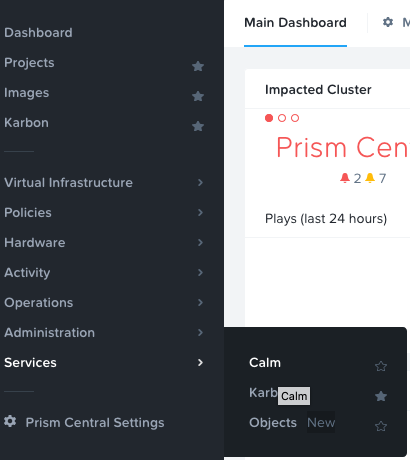 Dashboard
Projects
Images
Karbon
Virtual Infrastructure
Policies
Hardware
Activity
Operations
Administration
Services
Prism Central Settings
Main Dashboard
M
Impacted Cluster
Prism Cen
2 7
Plays (last 24 hours)
Calm
Karb
Calm
Objects New